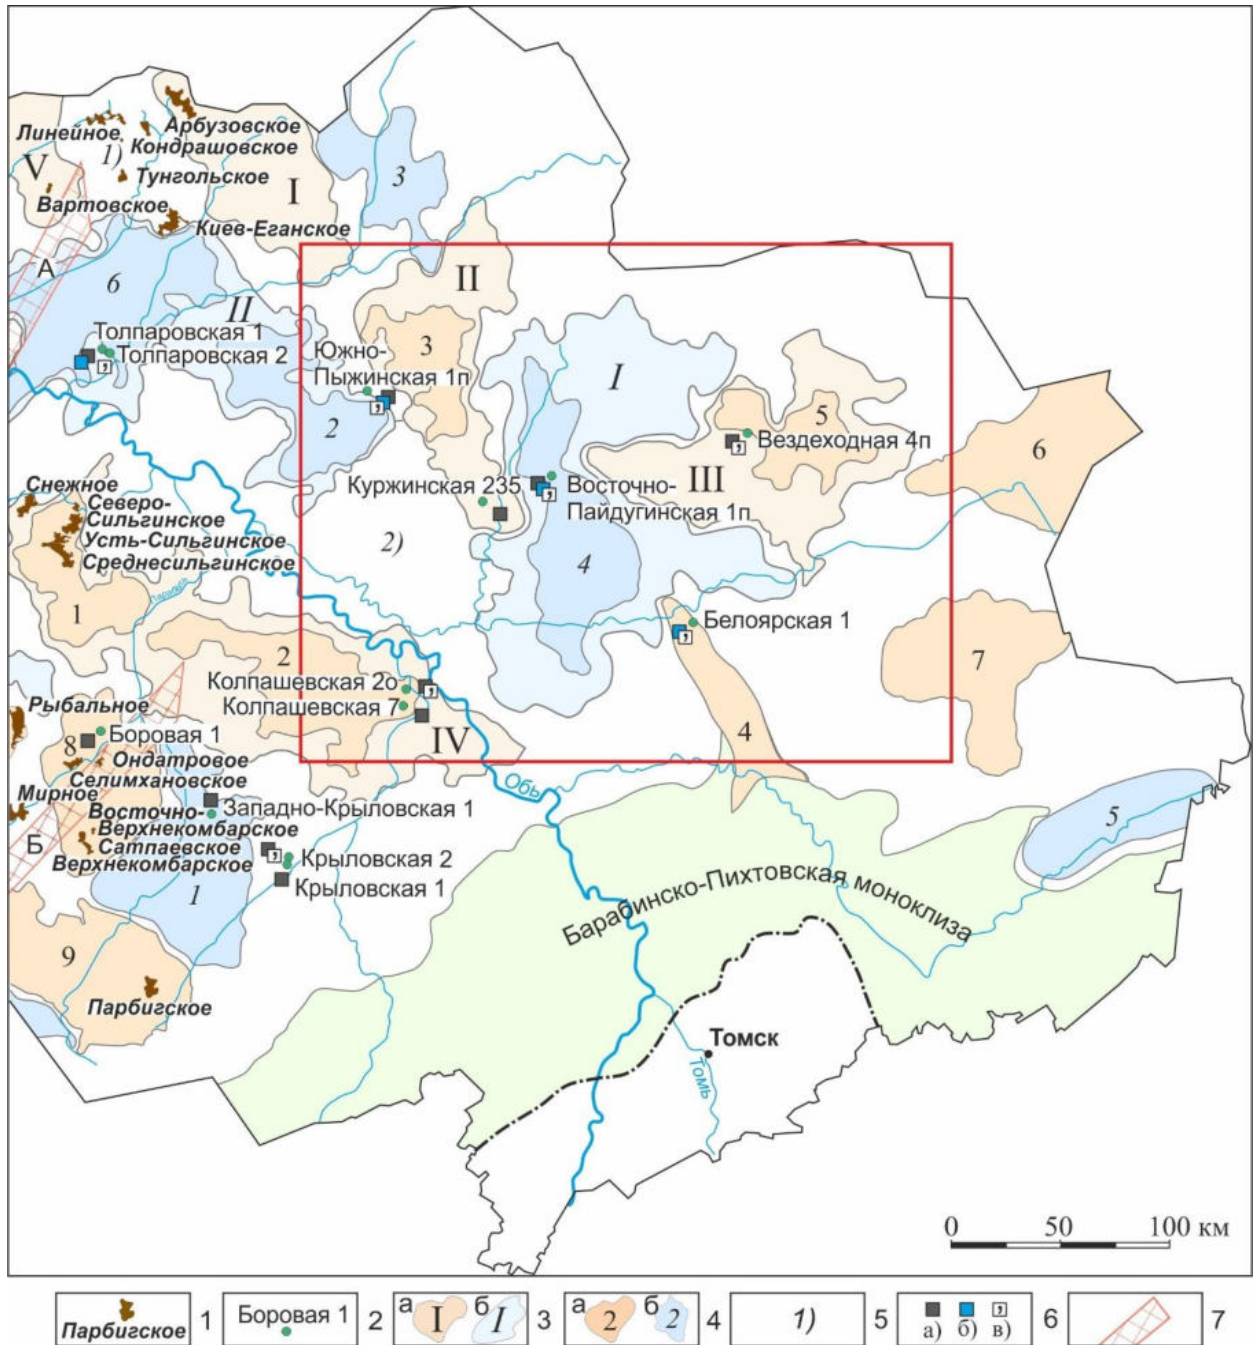 Арбузовское
Линейное
Кондрашовское
1)
V
Тунгольское
I
3
Вартовское
Киев-Еганское
А
6
II
II
Толпаровская 1
Толпаровская 2
Южно-
Пыжинская 1п
3
I
5
2
Вездеходная 4п
6
III
Куржинская 235
Восточно-
Пайдугинская 1п
Снежное
Северо-
Сильгинское
Усть-Сильгинское
Среднесильгинское
2)
4
1
Парабель
Белоярская 1
2
7
Колпашевская 2о
Колпашевская 7
Рыбальное
8
Боровая 1
IV
4
Ондатровое
Селимхановское
Мирное
Обь
Западно-Крыловская 1
Восточно-
Верхнекомбарское
Сатпаевское
Верхнекомбарское
Б
5
Крыловская 2
Крыловская 1
1
Барабинско-Пихтовская моноклиза
9
Парбигское
Томск
Томь
0 50 100 км
Парбигское 1
Боровая 1 2
а I б I 3
а 2 б 2 4
1) 5
а) б) в) 6
7